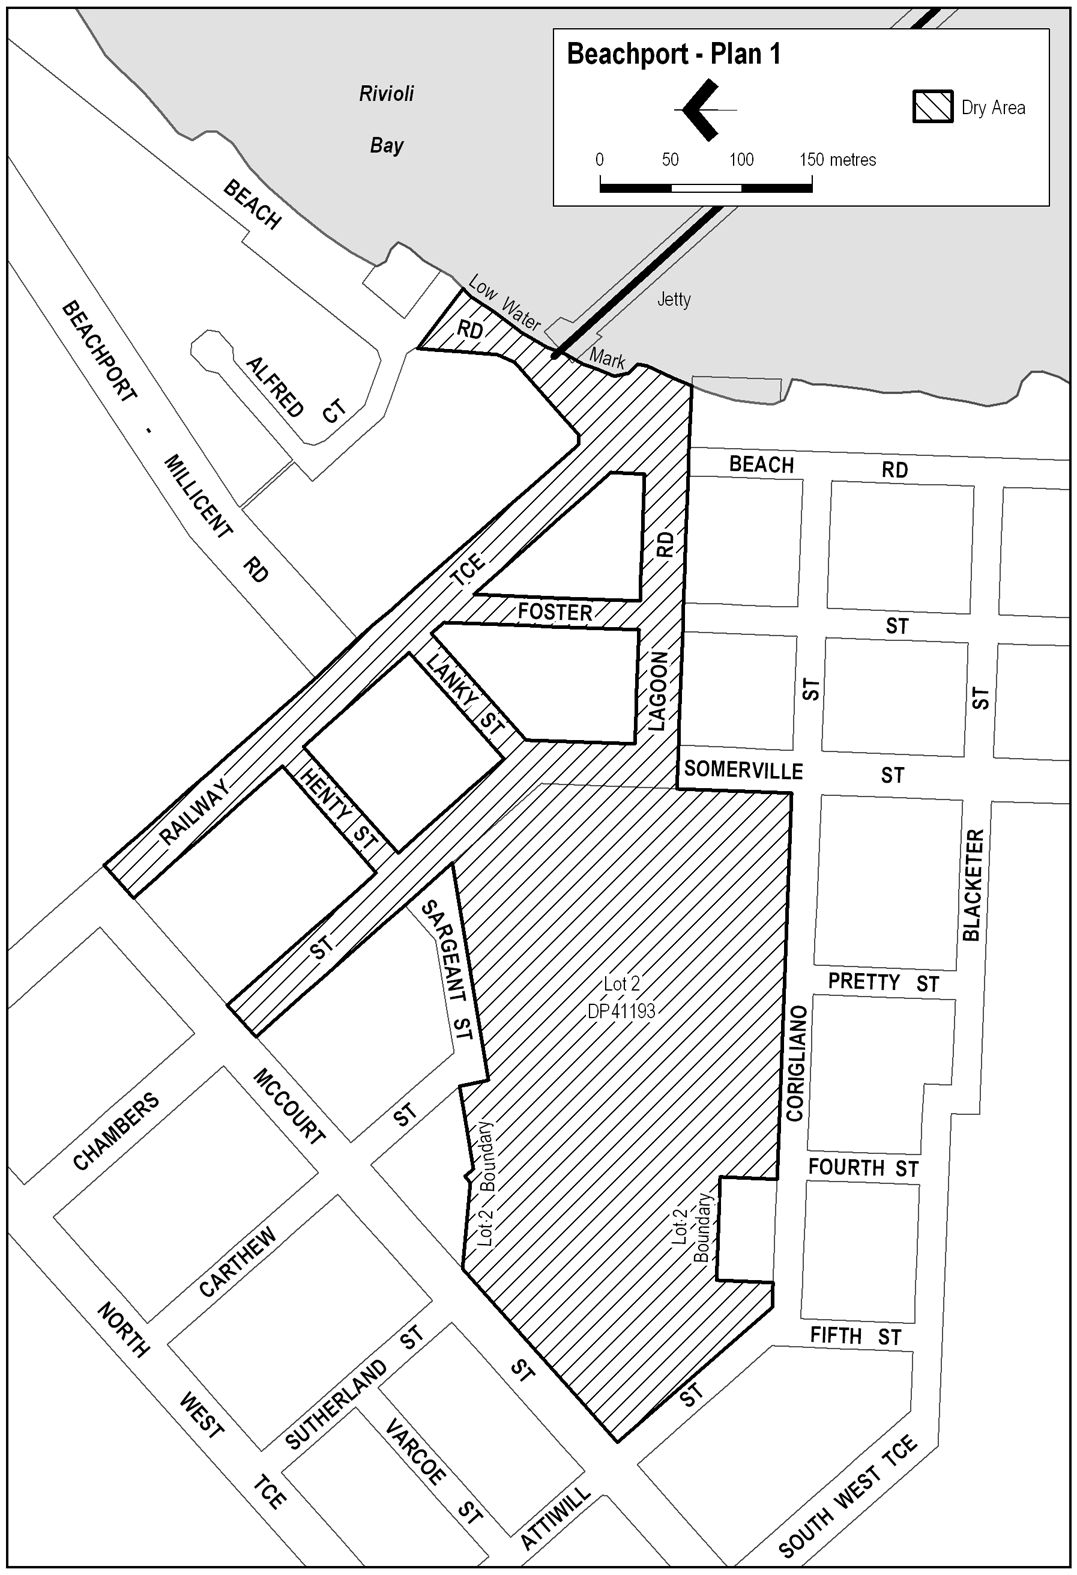 Beachport - Plan 1
Dry Area
0 50 100 150 metres
Rivioli
Bay
BEACH
RD
Low Water
Mark
Jetty
BEACHPORT - MILLICENT RD
ALFRED CT
BEACH RD
TCE
RD
FOSTER
ST
LANKY ST
LAGOON
ST
ST
SOMERVILLE ST
RAILWAY
HENTY ST
BLACKETER
SARGEANT ST
ST
Lot 2
DP41193
PRETTY ST
CORIGLIANO
MCCOURT
CHAMBERS
ST
Lot 2
Boundary
FOURTH ST
Lot 2
Boundary
CARTHEW
NORTH WEST TCE
FIFTH ST
SUTHERLAND ST
ST
ST
VARCOE ST
ATTIWILL
SOUTH WEST TCE